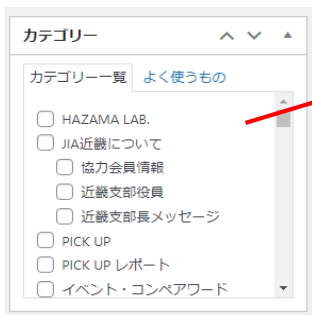 カテゴリー
カテゴリー一覧 よく使うもの
HAZAMA LAB.
JIA近畿について
協力会員情報
近畿支部役員
近畿支部長メッセージ
PICK UP
PICK UP レポート
イベント・コンペアワード